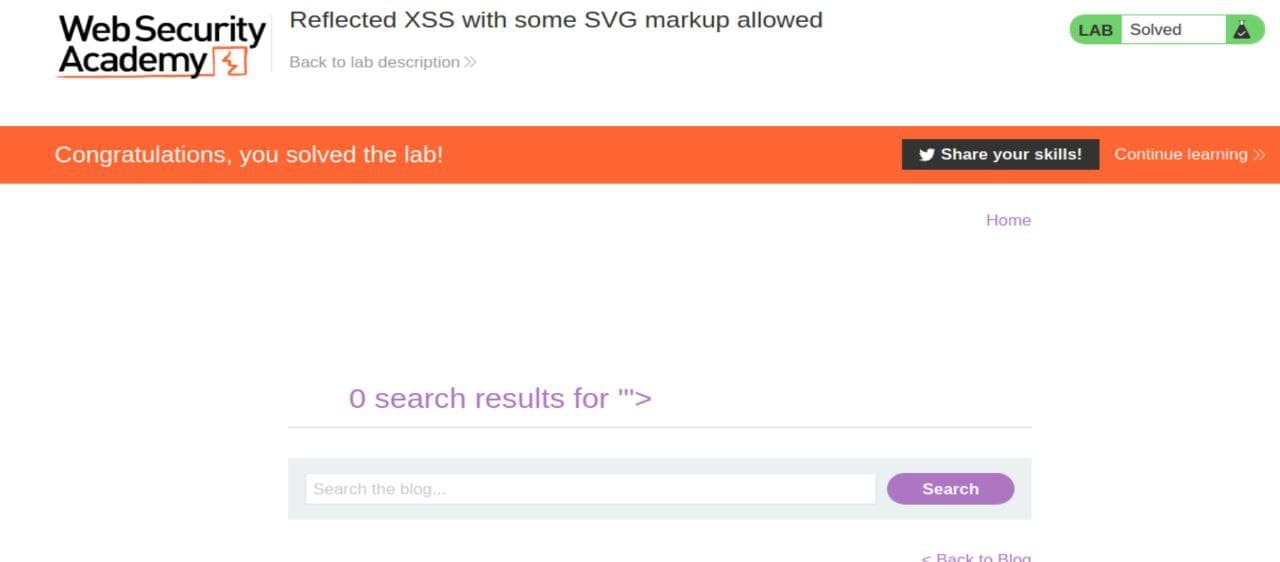 Web Security
Academy
Reflected XSS with some SVG markup allowed
Back to lab description >>
LAB Solved
Congratulations, you solved the lab!
Share your skills!
Continue learning >>
Home
0 search results for '">
Search the blog...
Search
< Back to Blog